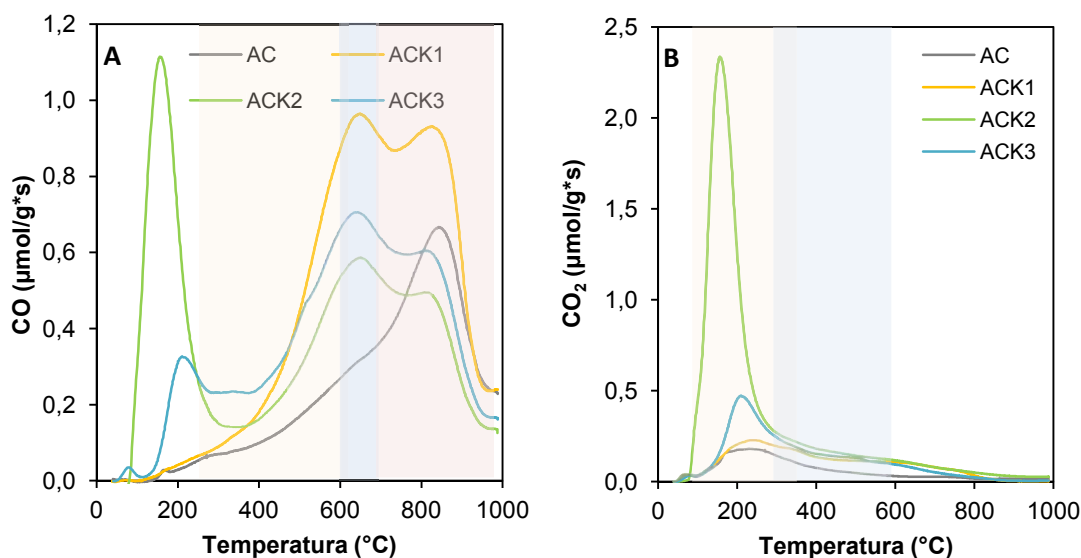 A
AC
ACK1
ACK2
ACK3
CO (µmol/g*s)
1,2
1,0
0,8
0,6
0,4
0,2
0,0
0 200 400 600 800 1000
Temperatura (°C)
B
AC
ACK1
ACK2
ACK3
CO₂ (µmol/g*s)
2,5
2,0
1,5
1,0
0,5
0,0
0 200 400 600 800 1000
Temperatura (°C)